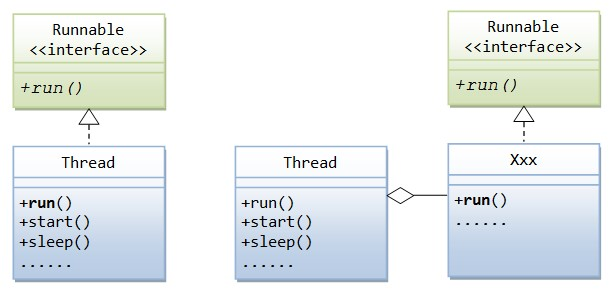 Runnable
<<interface>>
+run()
Thread
+run()
+start()
+sleep()
......
Runnable
<<interface>>
+run()
Thread
+run()
+start()
+sleep()
......
Xxx
+run()
......